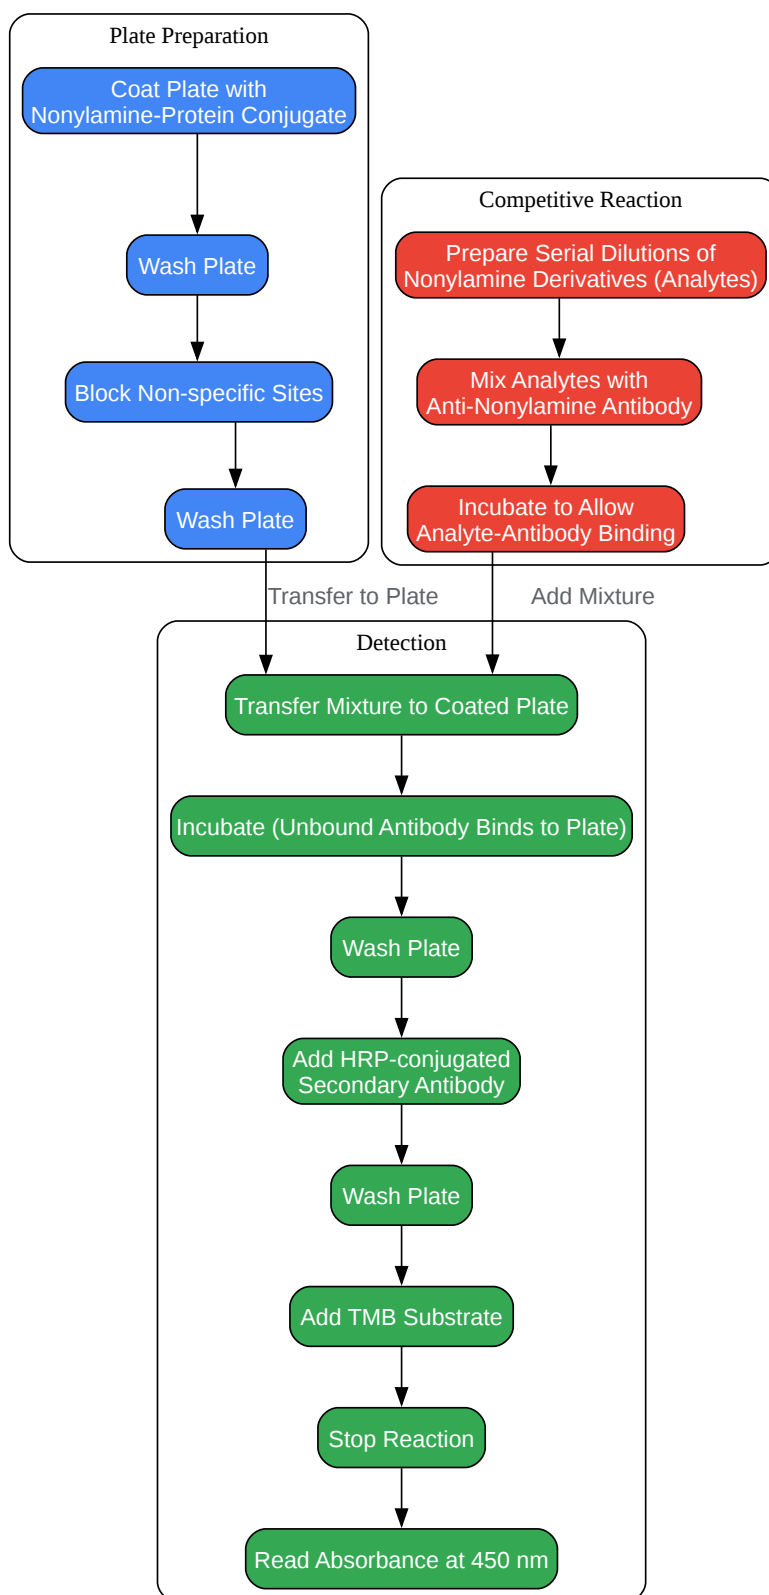 Plate Preparation
Coat Plate with
Nonylamine-Protein Conjugate
Wash Plate
Block Non-specific Sites
Wash Plate
Competitive Reaction
Prepare Serial Dilutions of
Nonylamine Derivatives (Analytes)
Mix Analytes with
Anti-Nonylamine Antibody
Incubate to Allow
Analyte-Antibody Binding
Transfer to Plate
Add Mixture
Detection
Transfer Mixture to Coated Plate
Incubate (Unbound Antibody Binds to Plate)
Wash Plate
Add HRP-conjugated
Secondary Antibody
Wash Plate
Add TMB Substrate
Stop Reaction
Read Absorbance at 450 nm